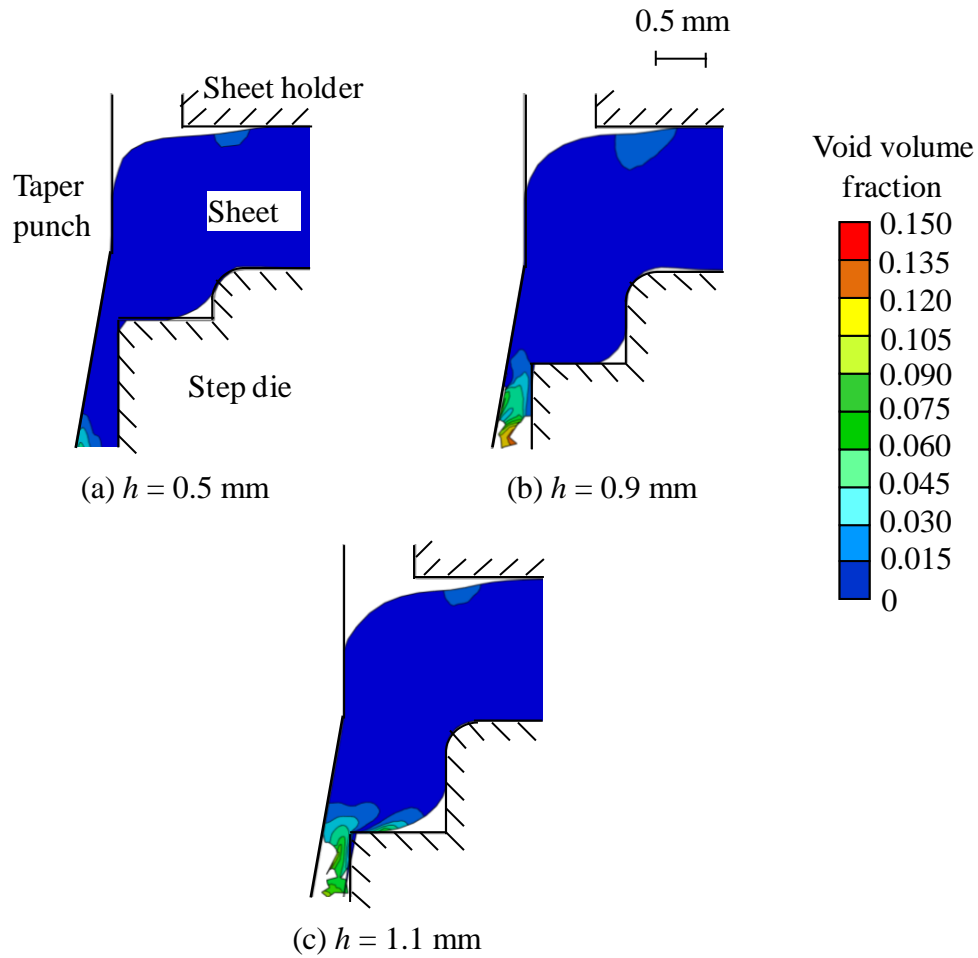 0.5 mm
Sheet holder
Void volume
fraction
Taper
punch
Sheet
Step die
0.150
0.135
0.120
0.105
0.090
0.075
0.060
0.045
0.030
0.015
0
(a) h = 0.5 mm
(b) h = 0.9 mm
(c) h = 1.1 mm